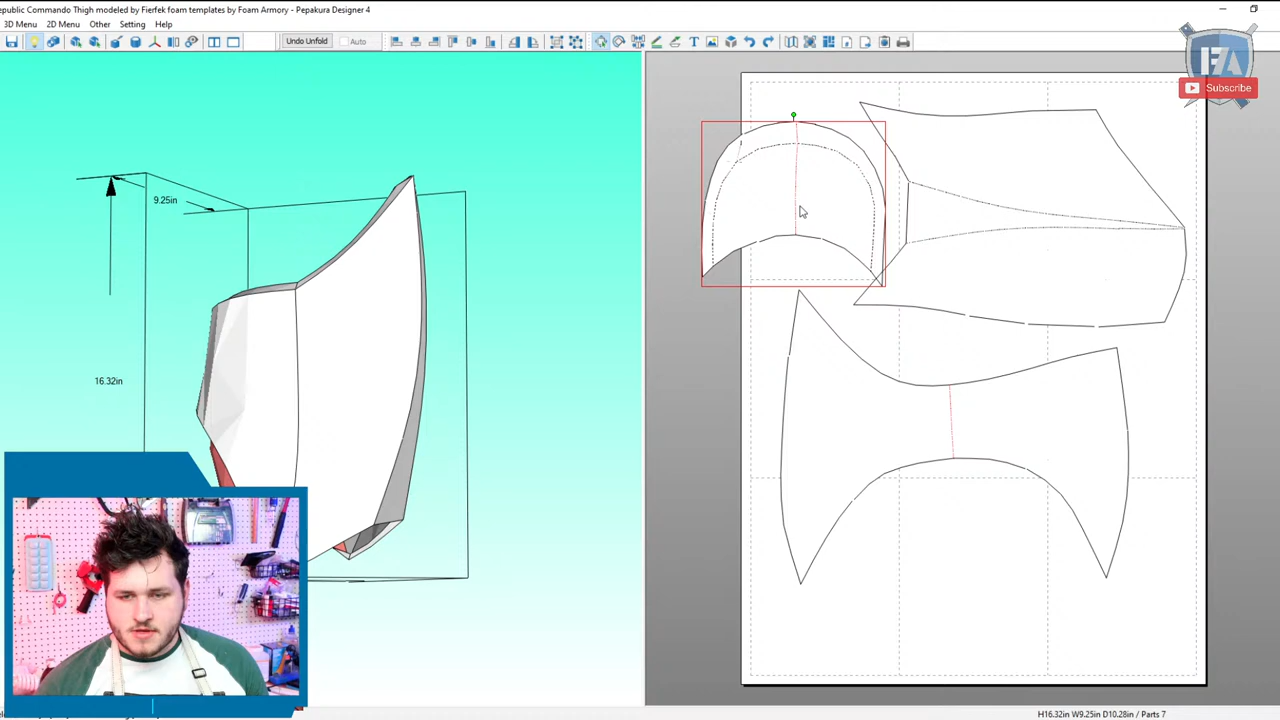 epublic Commando Thigh modeled by Fierfek foam templates by Foam Armory - Pepakura Designer 4
3D Menu 2D Menu Other Setting Help
Undo Unfold Auto
FA
Subscribe
9.25in
16.32in
H16.32in W9.25in D10.28in / Parts 7